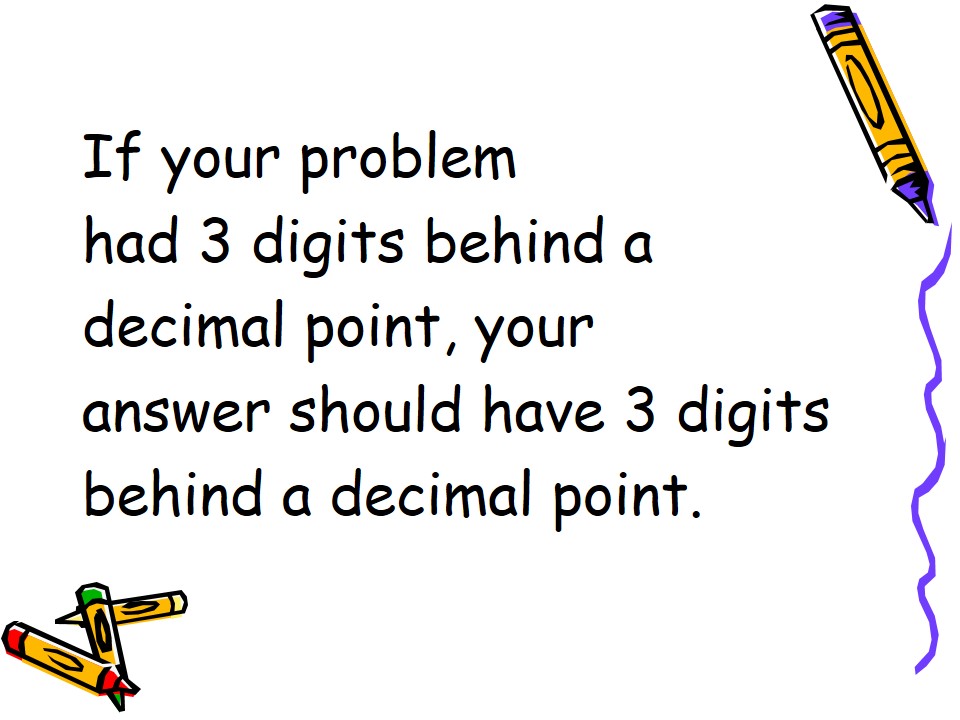 If your problem
had 3 digits behind a
decimal point, your
answer should have 3 digits
behind a decimal point.